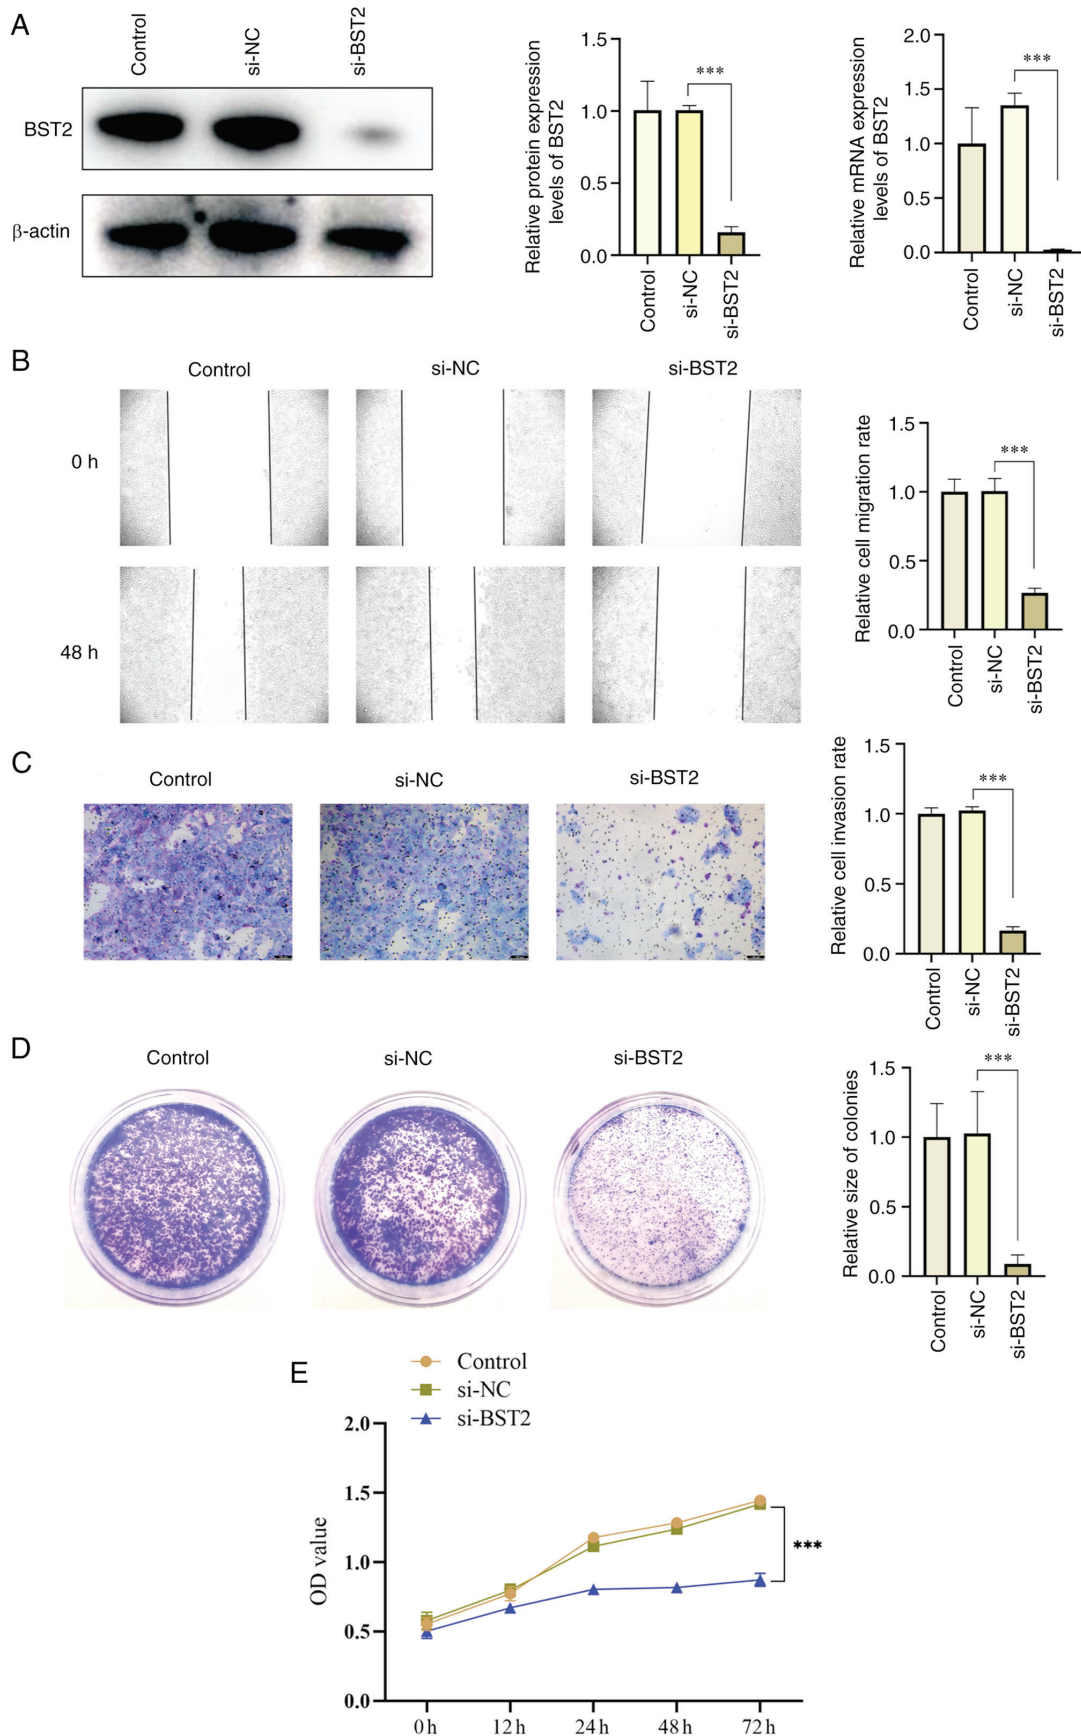 A
Control
si-NC
si-BST2
BST2
β-actin
Relative protein expression
levels of BST2
1.5
1.0
0.5
0.0
***
Control
si-NC
si-BST2
Relative mRNA expression
levels of BST2
2.0
1.5
1.0
0.5
0.0
***
Control
si-NC
si-BST2
B
Control
si-NC
si-BST2
0 h
48 h
Relative cell migration rate
1.5
1.0
0.5
0.0
***
Control
si-NC
si-BST2
C
Control
si-NC
si-BST2
Relative cell invasion rate
1.5
1.0
0.5
0.0
***
Control
si-NC
si-BST2
D
Control
si-NC
si-BST2
Relative size of colonies
1.5
1.0
0.5
0.0
***
Control
si-NC
si-BST2
E
Control
si-NC
si-BST2
OD value
2.0
1.5
1.0
0.5
0.0
***
0 h
12 h
24 h
48 h
72 h